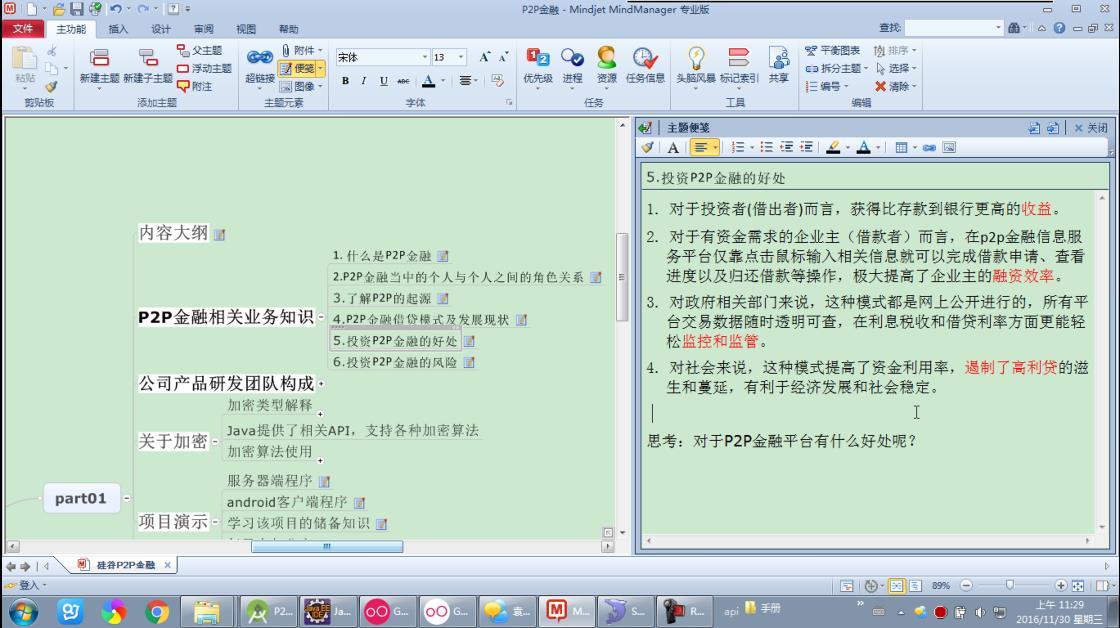 P2P金融 - Mindjet MindManager 专业版
文件 主功能 插入 设计 审阅 视图 帮助 查找:
粘贴 新建主题 新建子主题 父主题 浮动主题 附注 超链接 附件 便笺 图像 宋体 13 优先级 进程 资源 任务信息 头脑风暴 标记索引 共享 平衡图表 拆分主题 编号 排序 选择 清除
B I U ABC A
剪贴板 添加主题 主题元素 字体 任务 工具 编辑
内容大纲
P2P金融相关业务知识
1. 什么是P2P金融
2.P2P金融当中的个人与个人之间的角色关系
3.了解P2P的起源
4.P2P金融借贷模式及发展现状
5.投资P2P金融的好处
6.投资P2P金融的风险
公司产品研发团队构成
关于加密
加密类型解释
Java提供了相关API，支持各种加密算法
加密算法使用
part01
项目演示
服务器端程序
android客户端程序
学习该项目的储备知识
主题便笺 关闭
5.投资P2P金融的好处
1. 对于投资者(借出者)而言，获得比存款到银行更高的收益。
2. 对于有资金需求的企业主（借款者）而言，在p2p金融信息服
务平台仅靠点击鼠标输入相关信息就可以完成借款申请、查看
进度以及归还借款等操作，极大提高了企业主的融资效率。
3. 对政府相关部门来说，这种模式都是网上公开进行的，所有平
台交易数据随时透明可查，在利息税收和借贷利率方面更能轻
松监控和监管。
4. 对社会来说，这种模式提高了资金利用率，遏制了高利贷的滋
生和蔓延，有利于经济发展和社会稳定。
思考：对于P2P金融平台有什么好处呢？
硅谷P2P金融
登入 89%
P2... Ja... G... G... 袁... M... S... R... api 手册
上午 11:29
2016/11/30 星期三